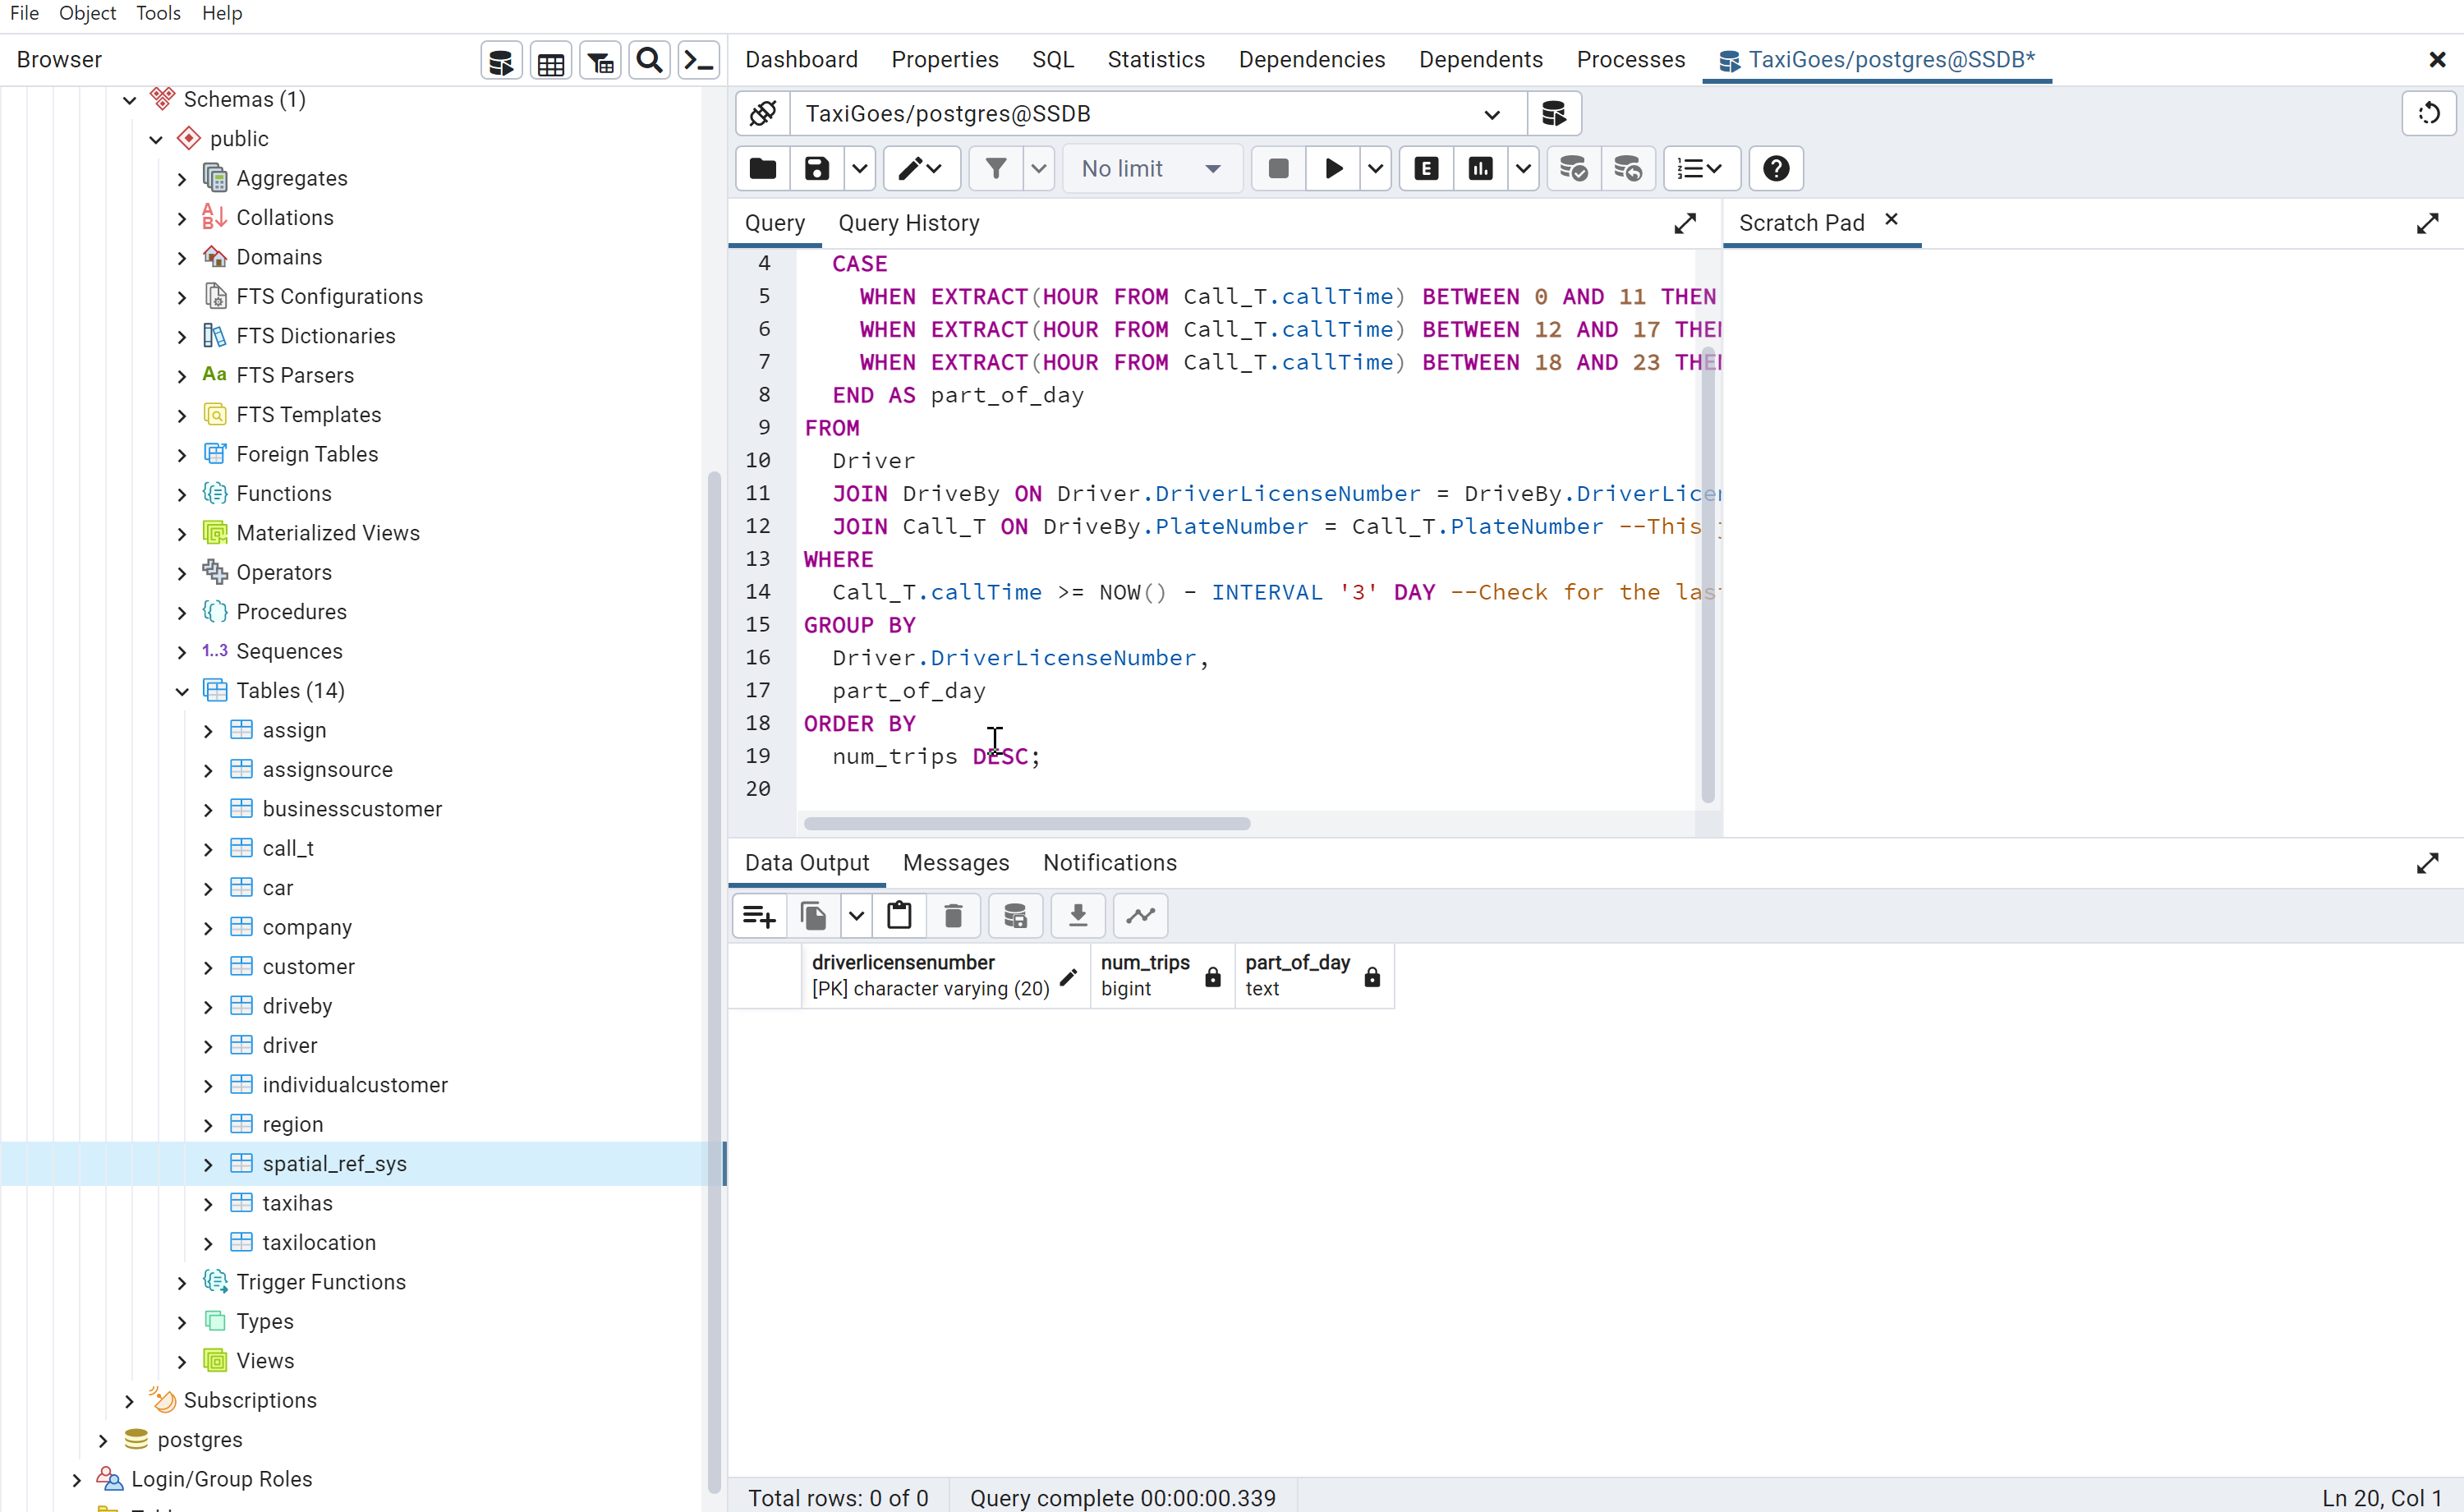 File Object Tools Help
Browser
Schemas (1)
public
Aggregates
Collations
Domains
FTS Configurations
FTS Dictionaries
Aa FTS Parsers
FTS Templates
Foreign Tables
Functions
Materialized Views
Operators
Procedures
1..3 Sequences
Tables (14)
assign
assignsource
businesscustomer
call_t
car
company
customer
driveby
driver
individualcustomer
region
spatial_ref_sys
taxihas
taxilocation
Trigger Functions
Types
Views
Subscriptions
postgres
Login/Group Roles
Dashboard Properties SQL Statistics Dependencies Dependents Processes TaxiGoes/postgres@SSDB*
TaxiGoes/postgres@SSDB
No limit
Query Query History
Scratch Pad
4 CASE
5 WHEN EXTRACT(HOUR FROM Call_T.callTime) BETWEEN 0 AND 11 THEN
6 WHEN EXTRACT(HOUR FROM Call_T.callTime) BETWEEN 12 AND 17 THEN
7 WHEN EXTRACT(HOUR FROM Call_T.callTime) BETWEEN 18 AND 23 THEN
8 END AS part_of_day
9 FROM
10 Driver
11 JOIN DriveBy ON Driver.DriverLicenseNumber = DriveBy.DriverLice
12 JOIN Call_T ON DriveBy.PlateNumber = Call_T.PlateNumber --This
13 WHERE
14 Call_T.callTime >= NOW() - INTERVAL '3' DAY --Check for the las
15 GROUP BY
16 Driver.DriverLicenseNumber,
17 part_of_day
18 ORDER BY
19 num_trips DESC;
20
Data Output Messages Notifications
driverlicensenumber num_trips part_of_day
[PK] character varying (20) bigint text
Total rows: 0 of 0 Query complete 00:00:00.339 Ln 20, Col 1